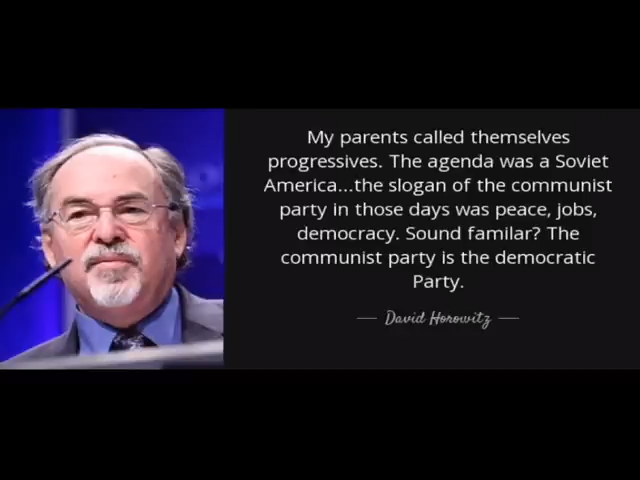 My parents called themselves
progressives. The agenda was a Soviet
America...the slogan of the communist
party in those days was peace, jobs,
democracy. Sound familar? The
communist party is the democratic
Party.
David Horowitz